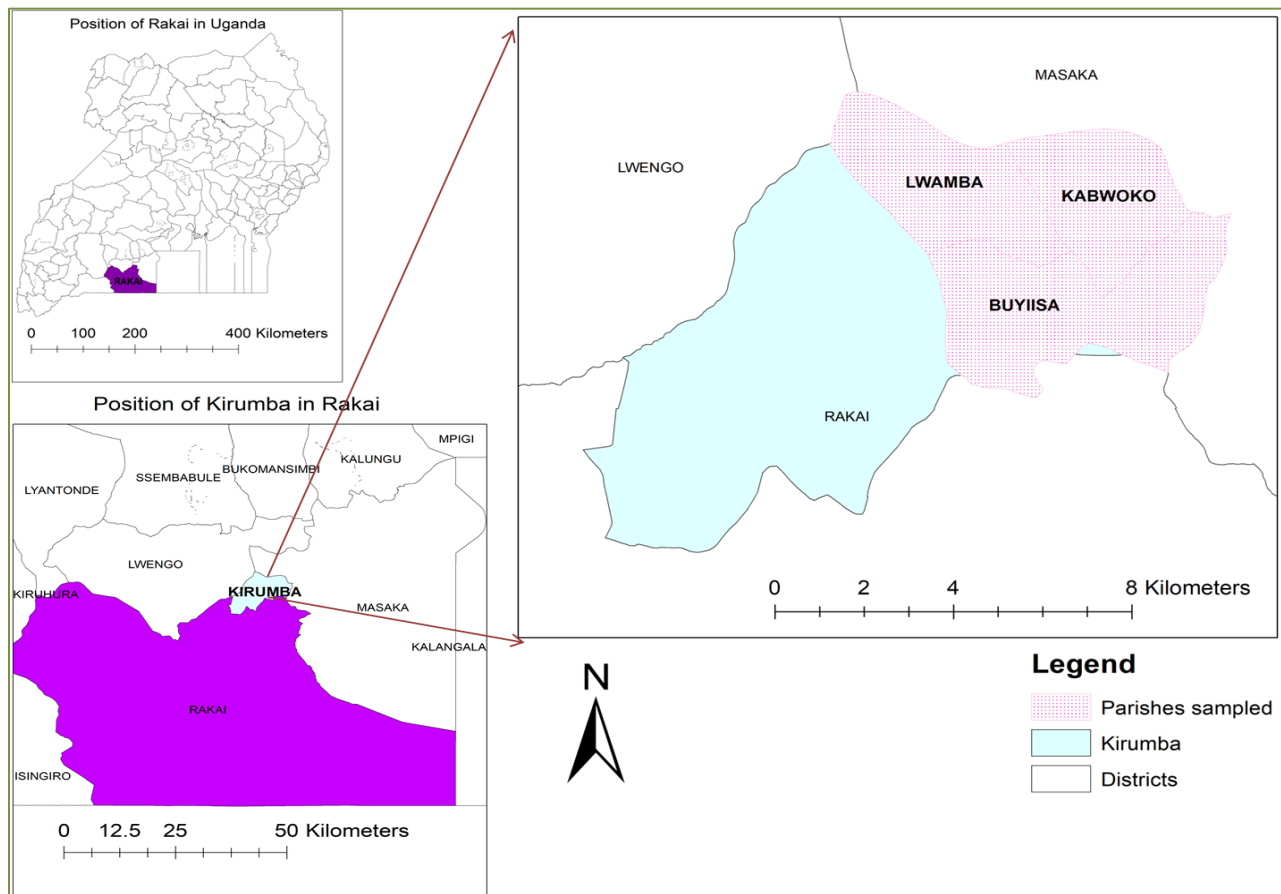 Position of Rakai in Uganda
RAKAI
0 100 200 400 Kilometers
Position of Kirumba in Rakai
MPIGI
KALUNGU
BUKOMANSIMBI
SSEMBABULE
LYANTONDE
LWENGO
KIRUHURA
KIRUMBA
MASAKA
KALANGALA
RAKAI
ISINGIRO
0 12.5 25 50 Kilometers
MASAKA
LWENGO
LWAMBA
KABWOKO
BUYIISA
RAKAI
0 2 4 8 Kilometers
N
Legend
Parishes sampled
Kirumba
Districts